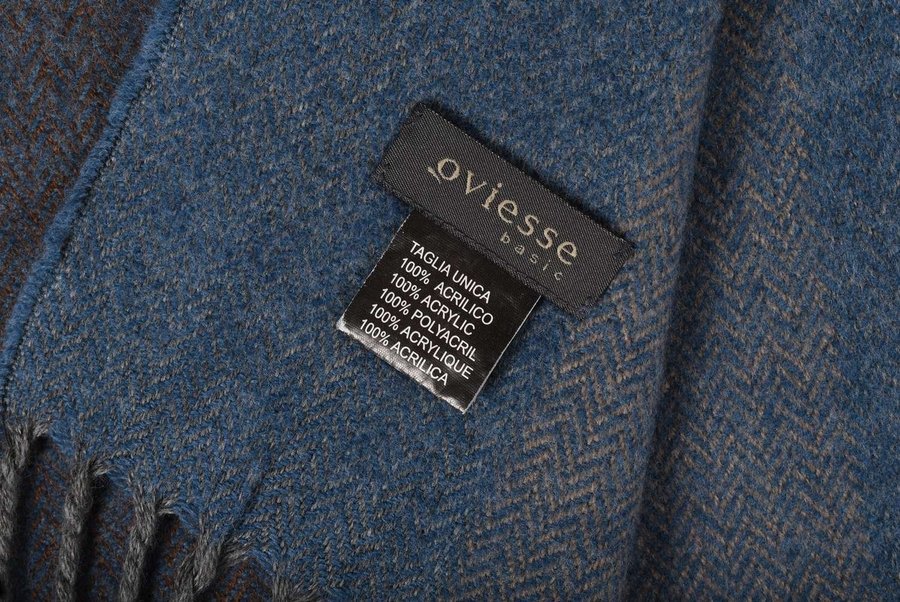 oviesse
basic
TAGLIA UNICA
100% ACRILICO
100% ACRYLIC
100% POLYACRIL
100% ACRYLIQUE
100% ACRILICA